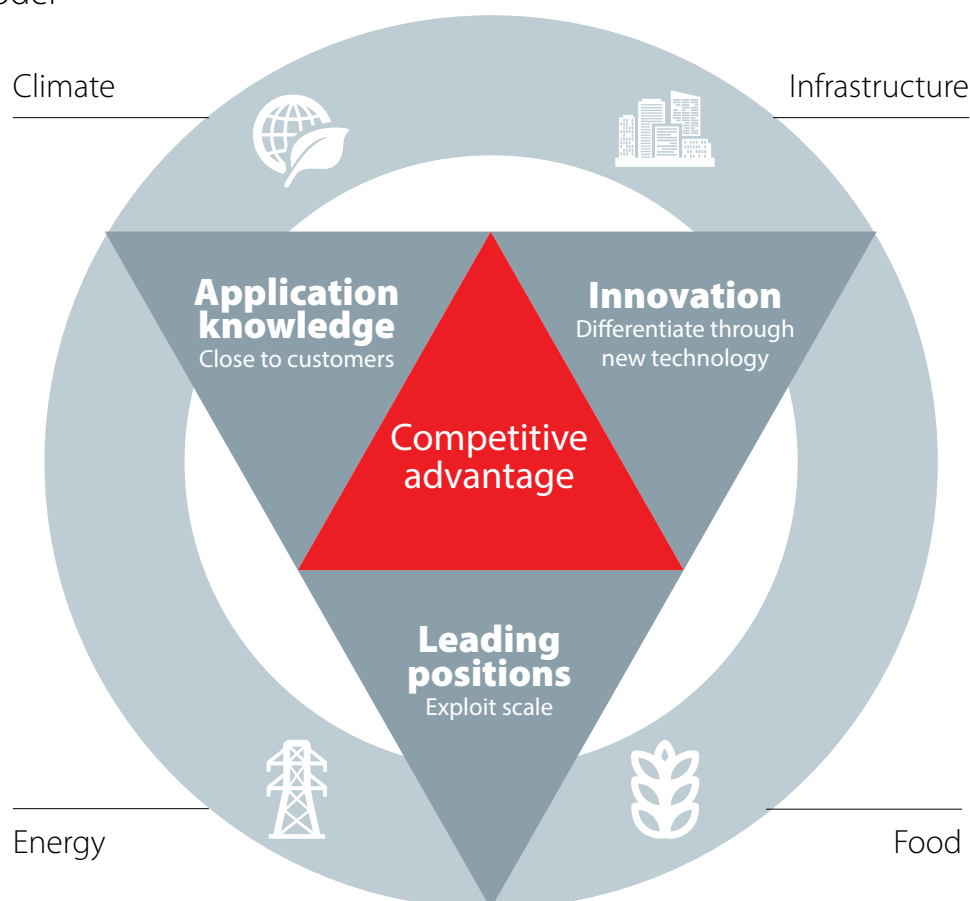 Climate
Infrastructure
Application
knowledge
Close to customers
Innovation
Differentiate through
new technology
Competitive
advantage
Leading
positions
Exploit scale
Energy
Food